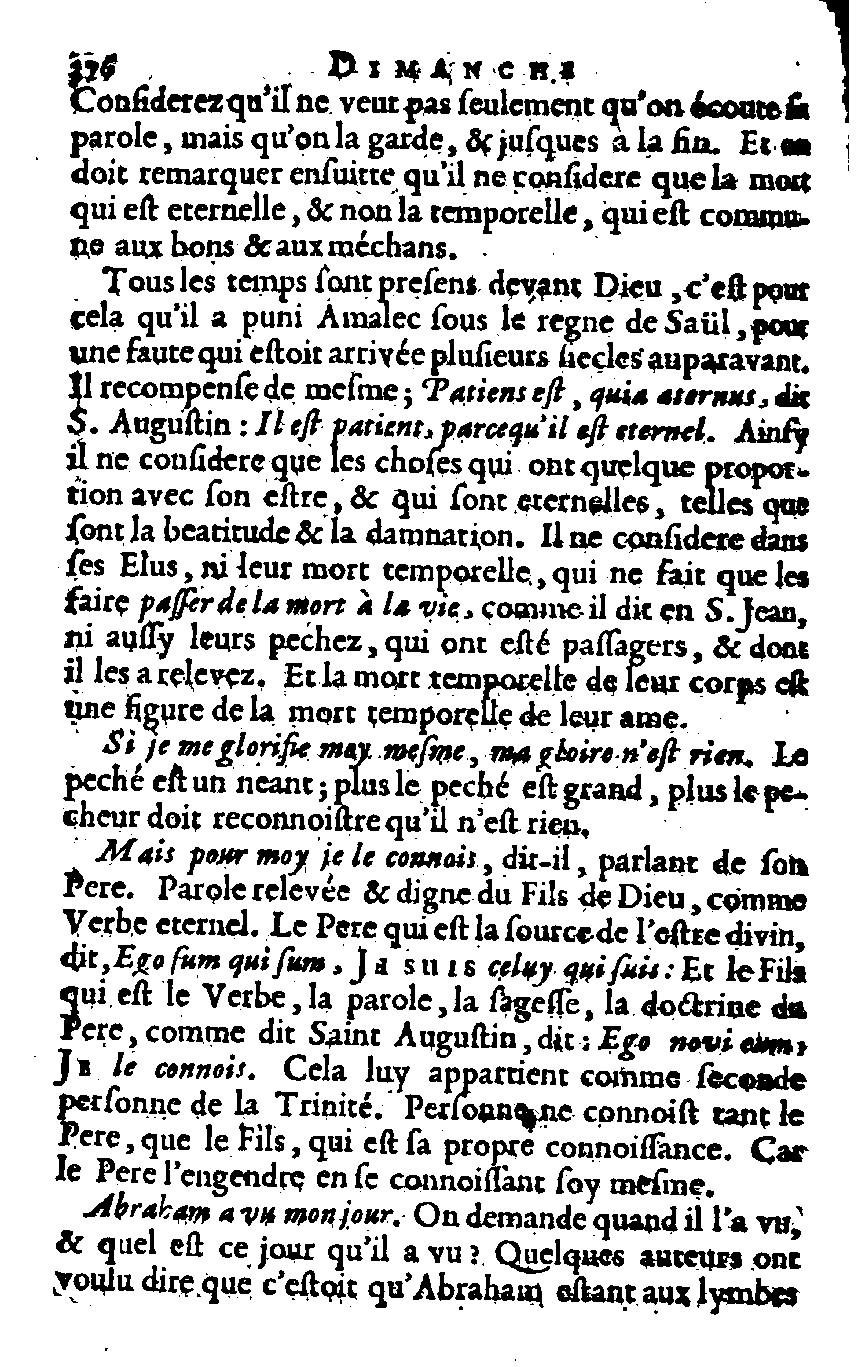 376 DIMANCHE
Considerez qu'il ne veut pas ſeulement qu'on écoute ſa
parole, mais qu'on la garde, & juſques à la fin. Et on
doit remarquer enſuitte qu'il ne conſidere que la mort
qui eſt eternelle, & non la temporelle, qui eſt commu-
ne aux bons & aux méchans.
Tous les temps ſont preſens devant Dieu, c'eſt pour
cela qu'il a puni Amalec ſous le regne de Saül, pour
une faute qui eſtoit arrivée pluſieurs ſiecles auparavant.
Il recompenſe de meſme; Patiens eſt, quia æternus, dit
S. Auguſtin: Il eſt patient, parcequ'il eſt eternel. Ainſy
il ne conſidere que les choſes qui ont quelque propor-
tion avec ſon eſtre, & qui ſont eternelles, telles que
ſont la beatitude & la damnation. Il ne conſidere dans
ſes Elus, ni leur mort temporelle, qui ne fait que les
faire paſſer de la mort à la vie, comme il dit en S. Jean,
ni auſſy leurs pechez, qui ont eſté paſſagers, & dont
il les a relevez. Et la mort temporelle de leur corps eſt
une figure de la mort temporelle de leur ame.
Si je me glorifie moy meſme, ma gloire n'eſt rien. Le
peché eſt un neant; plus le peché eſt grand, plus le pe-
cheur doit reconnoiſtre qu'il n'eſt rien.
Mais pour moy je le connois, dit-il, parlant de ſon
Pere. Parole relevée & digne du Fils de Dieu, comme
Verbe eternel. Le Pere qui eſt la ſource de l'eſtre divin,
dit, Ego ſum qui ſum, JE SUIS celuy qui ſuis: Et le Fils
qui eſt le Verbe, la parole, la ſageſſe, la doctrine du
Pere, comme dit Saint Auguſtin, dit: Ego novi eum,
JE le connois. Cela luy appartient comme ſeconde
perſonne de la Trinité. Perſonne ne connoiſt tant le
Pere, que le Fils, qui eſt ſa propre connoiſſance. Car
le Pere l'engendre en ſe connoiſſant ſoy meſme.
Abraham a vu mon jour. On demande quand il l'a vu,
& quel eſt ce jour qu'il a vu? Quelques auteurs ont
voulu dire que c'eſtoit qu'Abraham eſtant aux lymbes